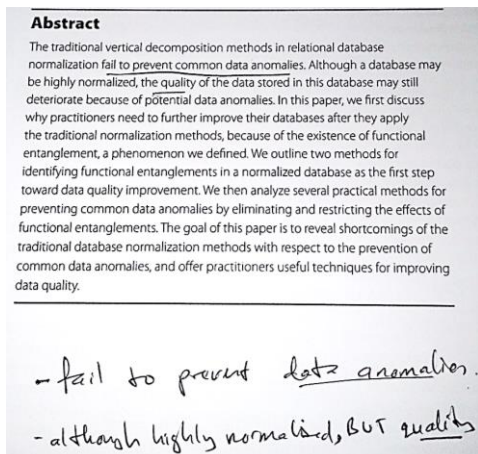 Abstract
The traditional vertical decomposition methods in relational database
normalization fail to prevent common data anomalies. Although a database may
be highly normalized, the quality of the data stored in this database may still
deteriorate because of potential data anomalies. In this paper, we first discuss
why practitioners need to further improve their databases after they apply
the traditional normalization methods, because of the existence of functional
entanglement, a phenomenon we defined. We outline two methods for
identifying functional entanglements in a normalized database as the first step
toward data quality improvement. We then analyze several practical methods for
preventing common data anomalies by eliminating and restricting the effects of
functional entanglements. The goal of this paper is to reveal shortcomings of the
traditional database normalization methods with respect to the prevention of
common data anomalies, and offer practitioners useful techniques for improving
data quality.
- fail to prevent data anomalies.
- although highly normalised, BUT quality